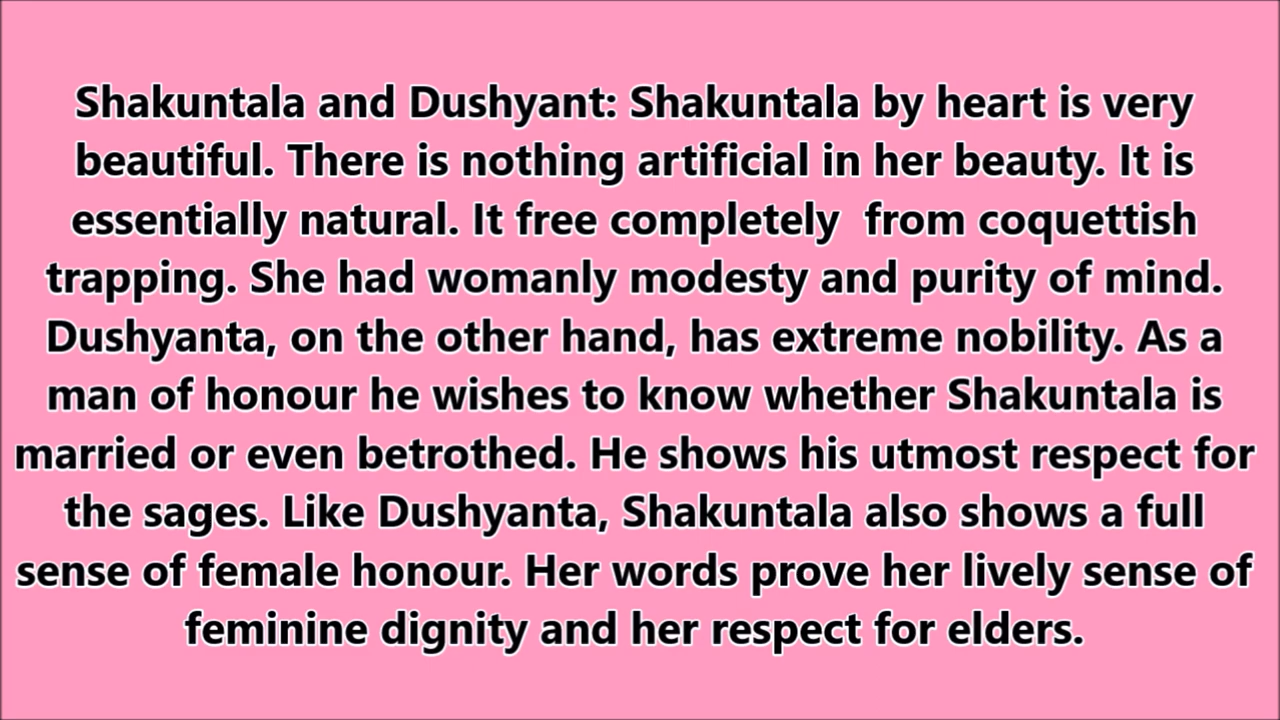 Shakuntala and Dushyant: Shakuntala by heart is very
beautiful. There is nothing artificial in her beauty. It is
essentially natural. It free completely  from coquettish
trapping. She had womanly modesty and purity of mind.
Dushyanta, on the other hand, has extreme nobility. As a
man of honour he wishes to know whether Shakuntala is
married or even betrothed. He shows his utmost respect for
the sages. Like Dushyanta, Shakuntala also shows a full
sense of female honour. Her words prove her lively sense of
feminine dignity and her respect for elders.